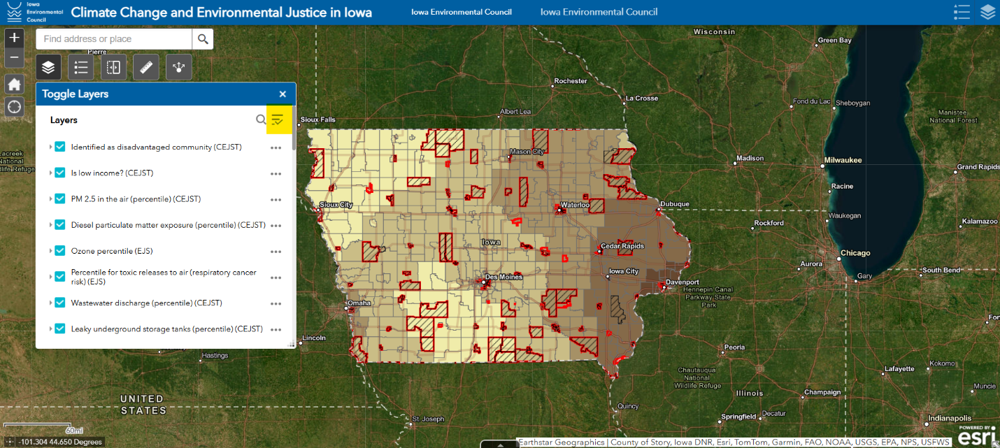 Iowa
Environmental
Council
Climate Change and Environmental Justice in Iowa
Iowa Environmental Council
Iowa Environmental Council
Find address or place
Toggle Layers
Layers
Identified as disadvantaged community (CEJST)
Is low income? (CEJST)
PM 2.5 in the air (percentile) (CEJST)
Diesel particulate matter exposure (percentile) (CEJST)
Ozone percentile (EJS)
Percentile for toxic releases to air (respiratory cancer
risk) (EJS)
Wastewater discharge (percentile) (CEJST)
Leaky underground storage tanks (percentile) (CEJST)
Pierre
Wisconsin
Green Bay
Rochester
La Crosse
Fond du Lac
Sheboygan
Albert Lea
Manistee
National Forest
Sioux Falls
Lacreek
National
Wildlife Refuge
Mason City
Madison
Milwaukee
Grand Rapids
Racine
Sioux City
Waterloo
Dubuque
Waukegan
Rockford
Kalamazoo
Iowa
Cedar Rapids
Chicago
Aurora
Iowa City
South Bend
Des Moines
Gary
Davenport
Hennepin Canal
Parkway State
Park
Omaha
Lincoln
Peoria
Hastings
Chautauqua
National
Wildlife Refuge
Lafayette
Kokomo
Muncie
UNITED
STATES
Illinois
Champaign
Quincy
Springfield
Decatur
St. Joseph
Indianapolis
60mi
-101.304 44.650 Degrees
Earthstar Geographics | County of Story, Iowa DNR, Esri, TomTom, Garmin, FAO, NOAA, USGS, EPA, NPS, USFWS
POWERED BY
esri